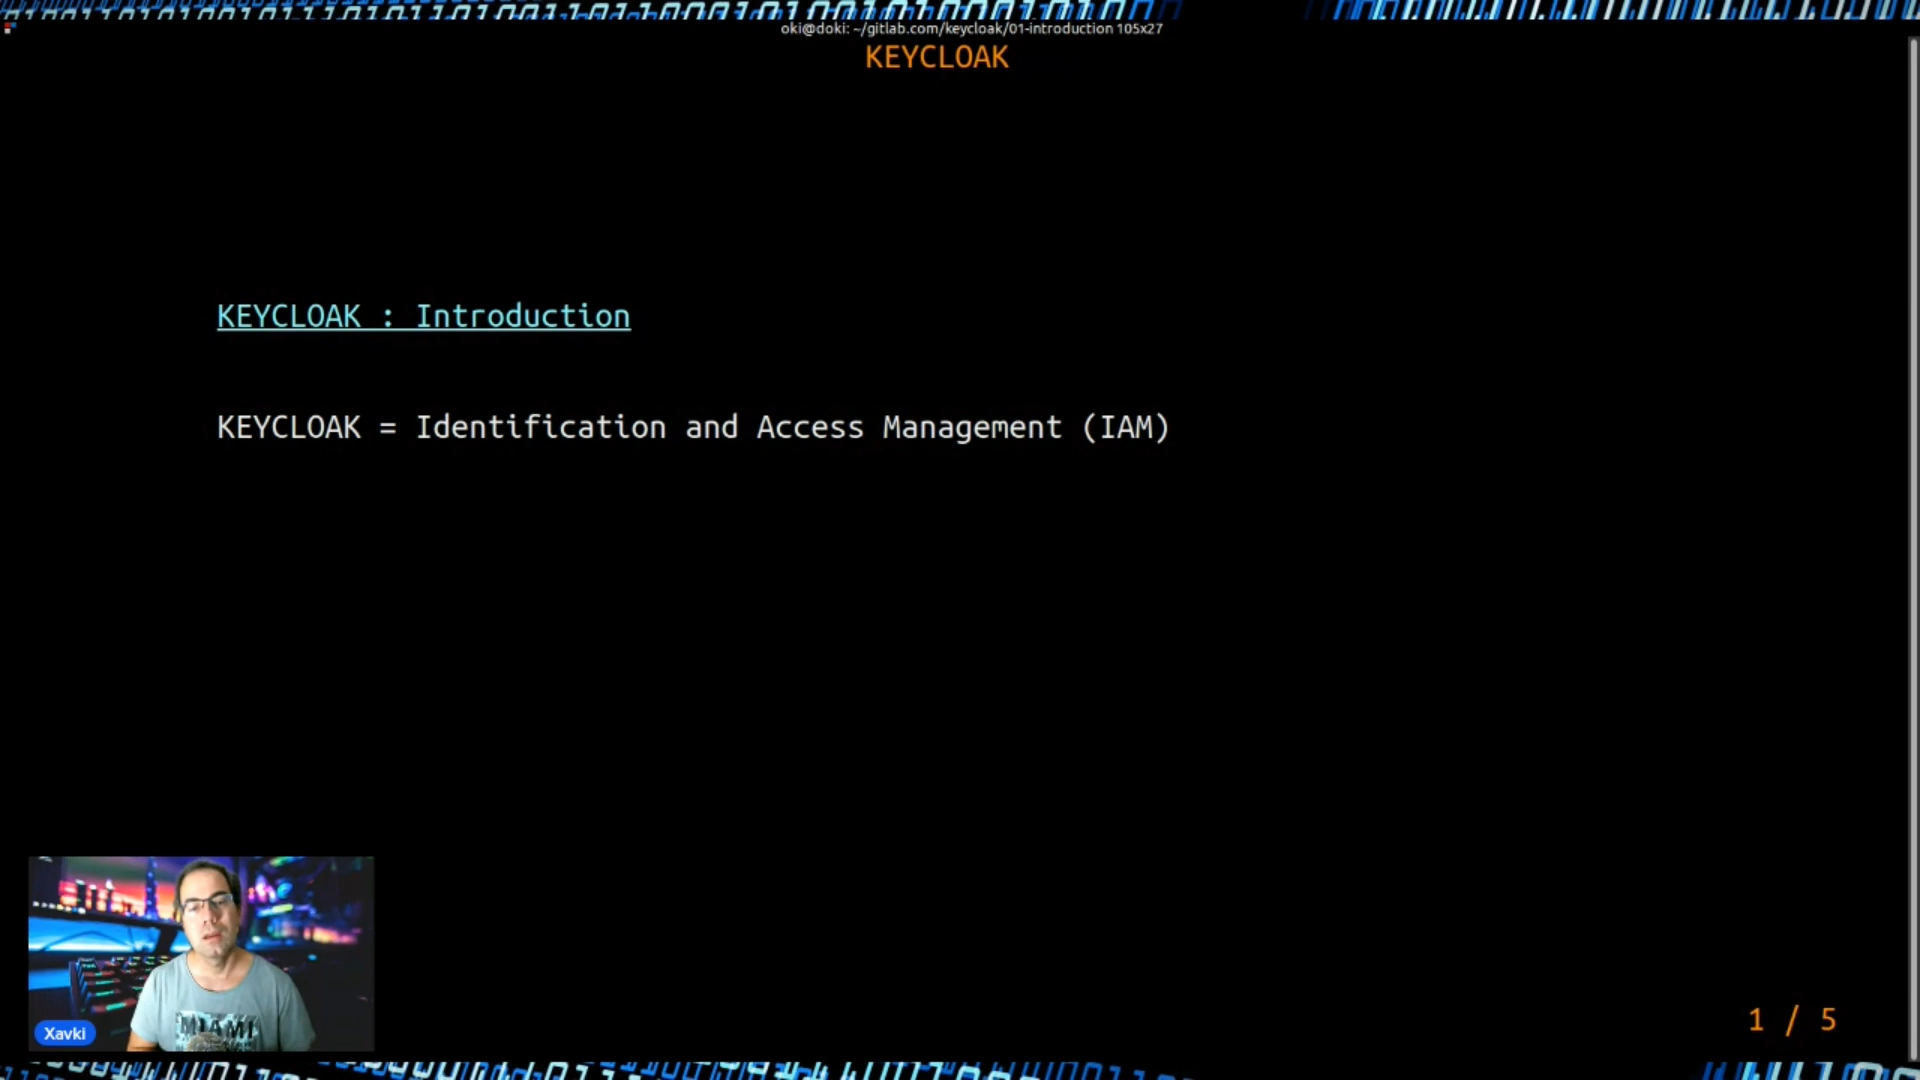 oki@doki: ~/gitlab.com/keycloak/01-introduction 105x27
KEYCLOAK
KEYCLOAK : Introduction
KEYCLOAK = Identification and Access Management (IAM)
MIAMI
Xavki
1 / 5